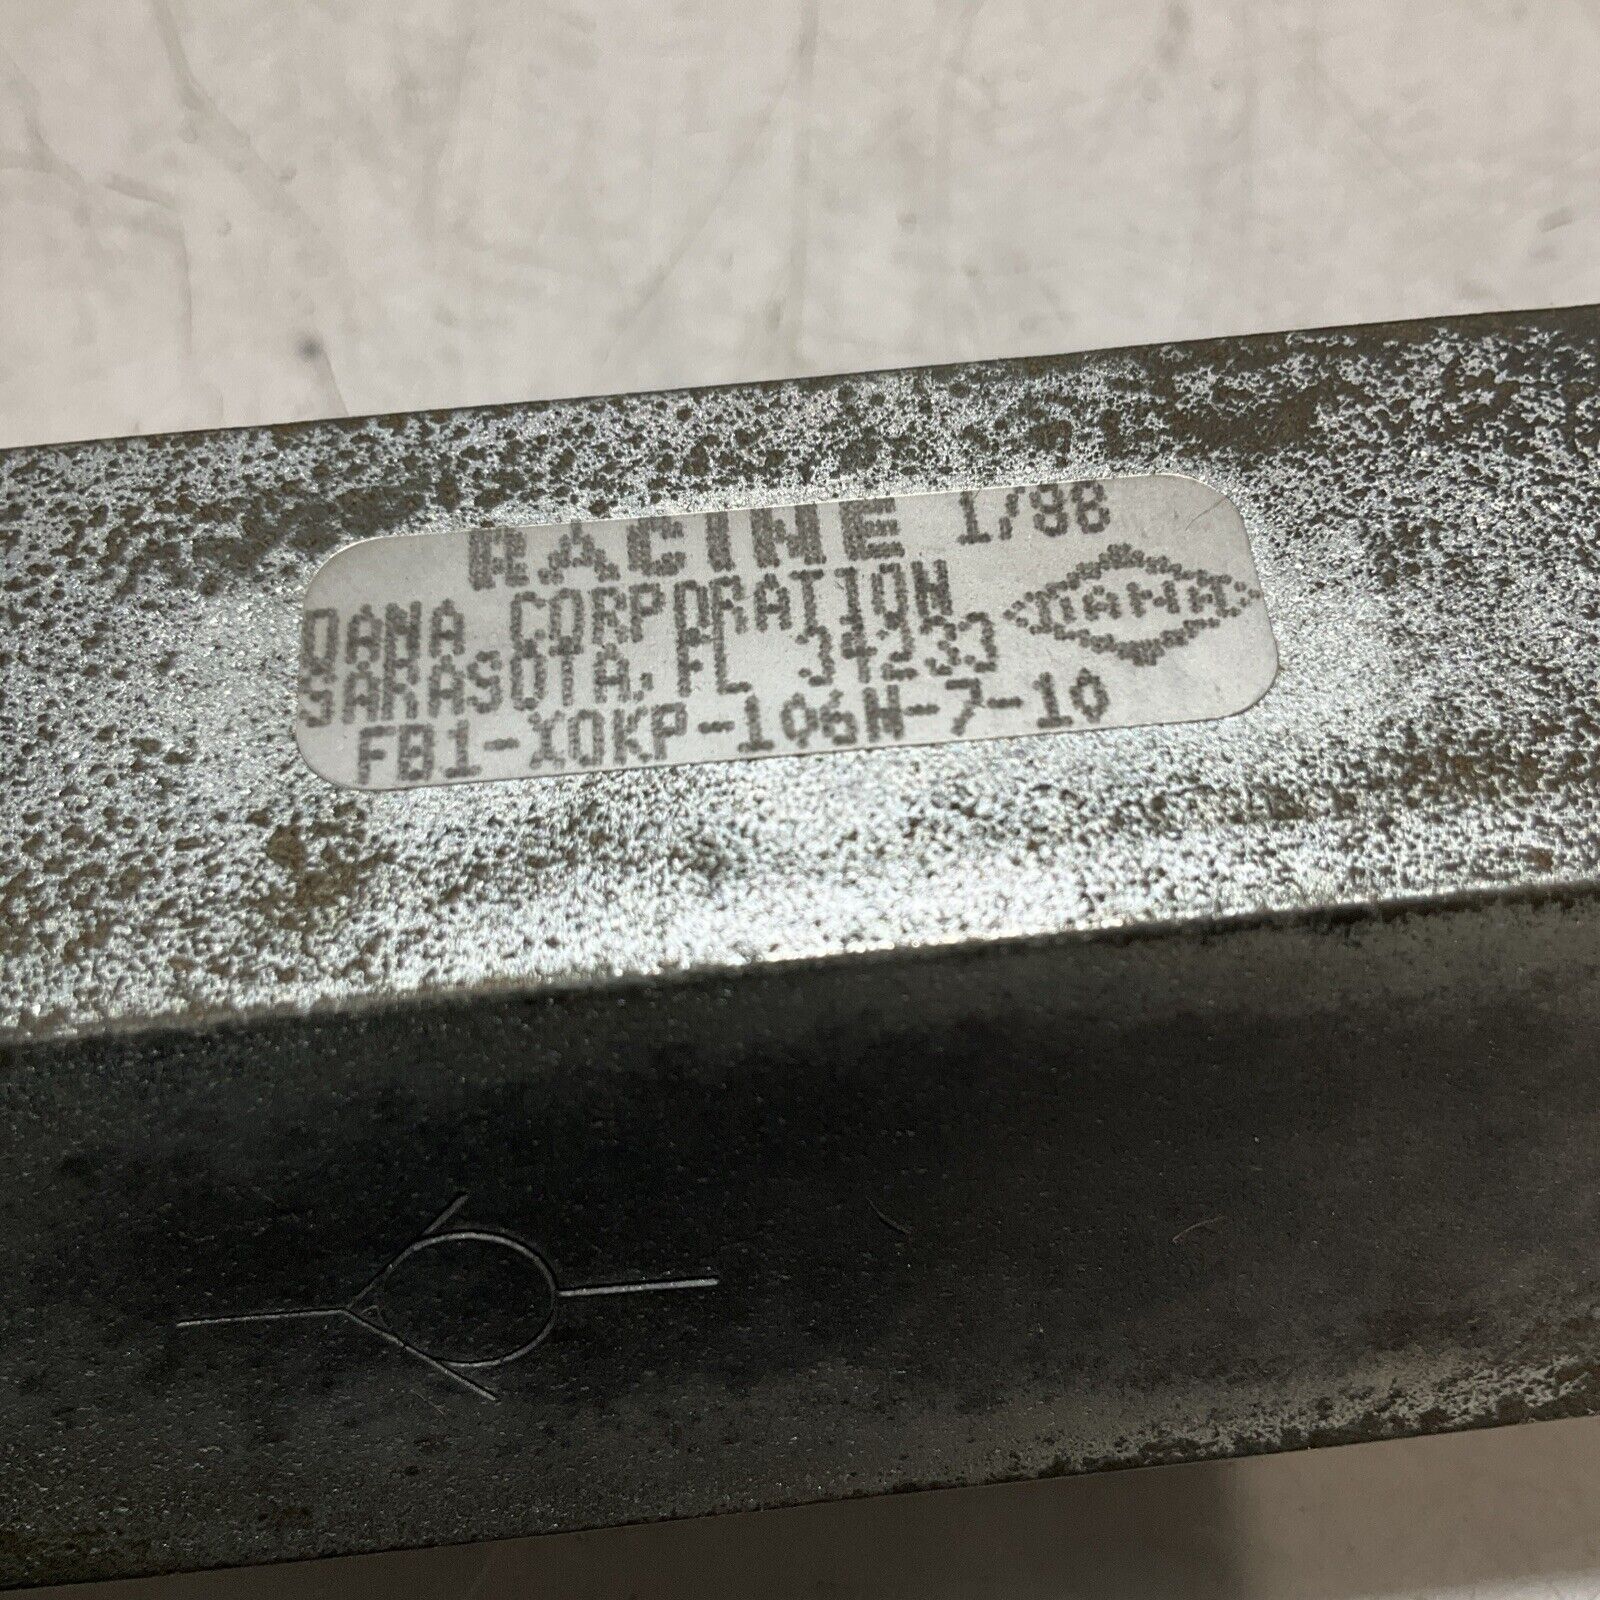 RACINE 1/88
DANA CORPORATION
DANA
SARASOTA, FL 34233
FB1-XOKP-106N-7-10